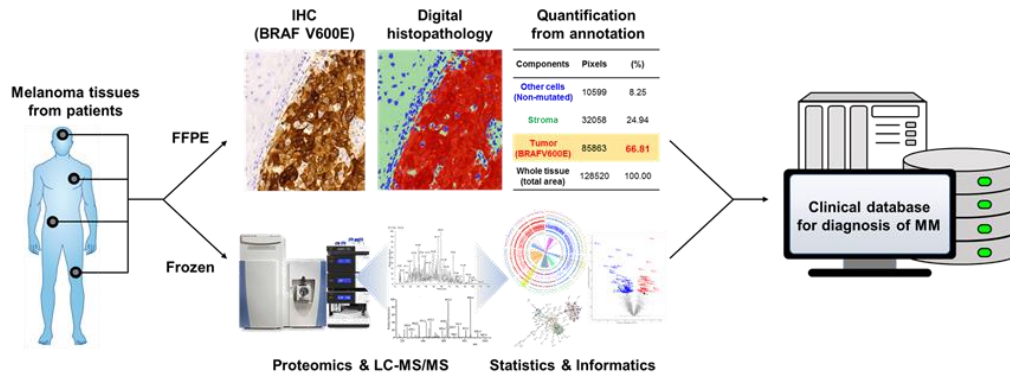 Melanoma tissues
from patients
FFPE
Frozen
IHC
(BRAF V600E)
Digital
histopathology
Quantification
from annotation
Components Pixels (%)
Other cells
(Non-mutated) 10599 8.25
Stroma 32058 24.94
Tumor
(BRAFV600E) 85863 66.81
Whole tissue
(total area) 128520 100.00
Proteomics & LC-MS/MS
Statistics & Informatics
Clinical database
for diagnosis of MM